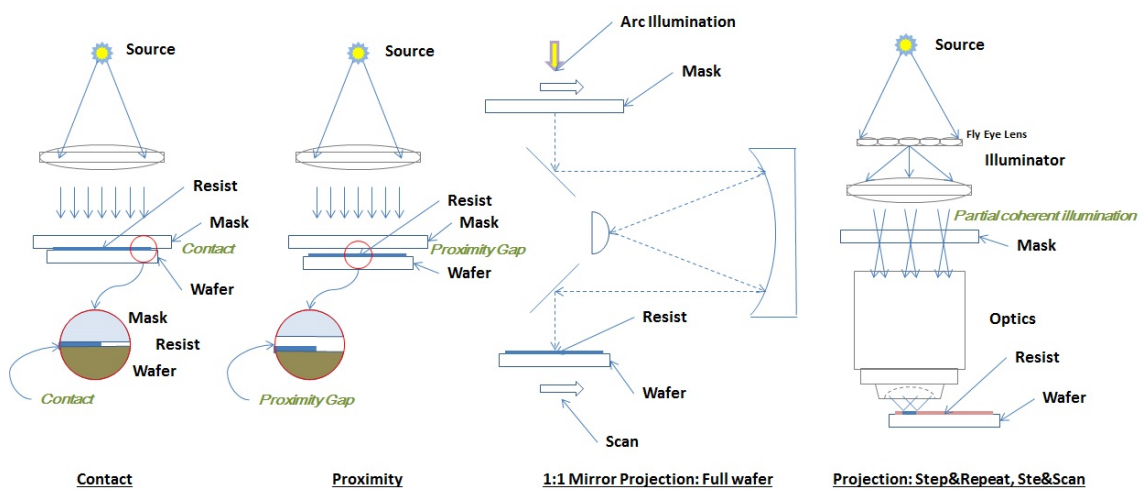 Source
Resist
Mask
Contact
Wafer
Mask
Resist
Wafer
Contact
Contact
Source
Resist
Mask
Proximity Gap
Wafer
Proximity Gap
Proximity
Arc Illumination
Mask
Resist
Wafer
Scan
1:1 Mirror Projection: Full wafer
Source
Fly Eye Lens
Illuminator
Partial coherent illumination
Mask
Optics
Resist
Wafer
Projection: Step&Repeat, Ste&Scan